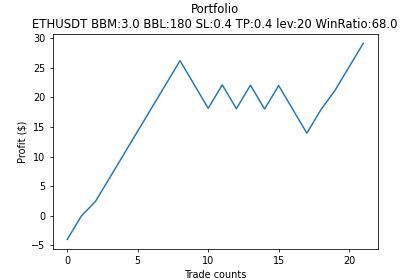 Portfolio
ETHUSDT BBM:3.0 BBL:180 SL:0.4 TP:0.4 lev:20 WinRatio:68.0
30
25
20
15
10
5
0
−5
Profit ($)
0 5 10 15 20
Trade counts